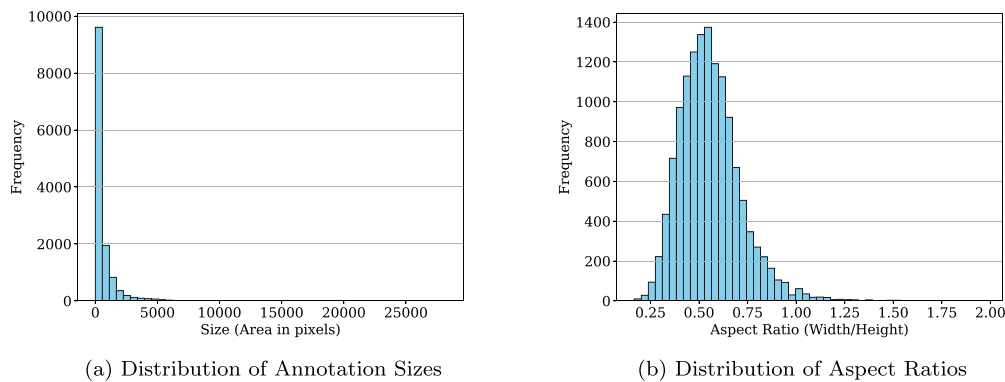 10000
8000
6000
4000
2000
0
Frequency
0 5000 10000 15000 20000 25000
Size (Area in pixels)
(a) Distribution of Annotation Sizes
1400
1200
1000
800
600
400
200
0
Frequency
0.25 0.50 0.75 1.00 1.25 1.50 1.75 2.00
Aspect Ratio (Width/Height)
(b) Distribution of Aspect Ratios